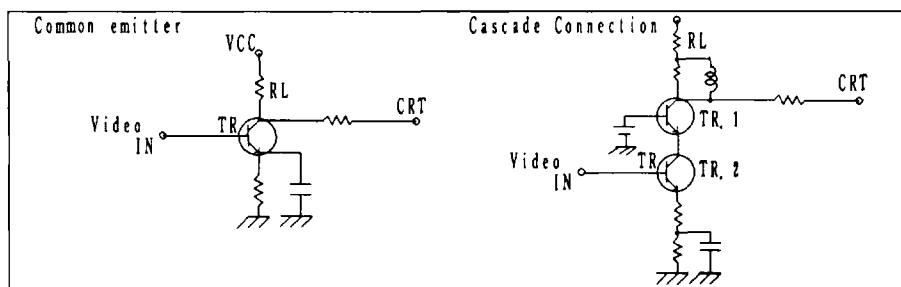 Common emitter
VCC
RL
CRT
TR
Video
IN
Cascade Connection
RL
CRT
TR. 1
Video
IN
TR
TR. 2